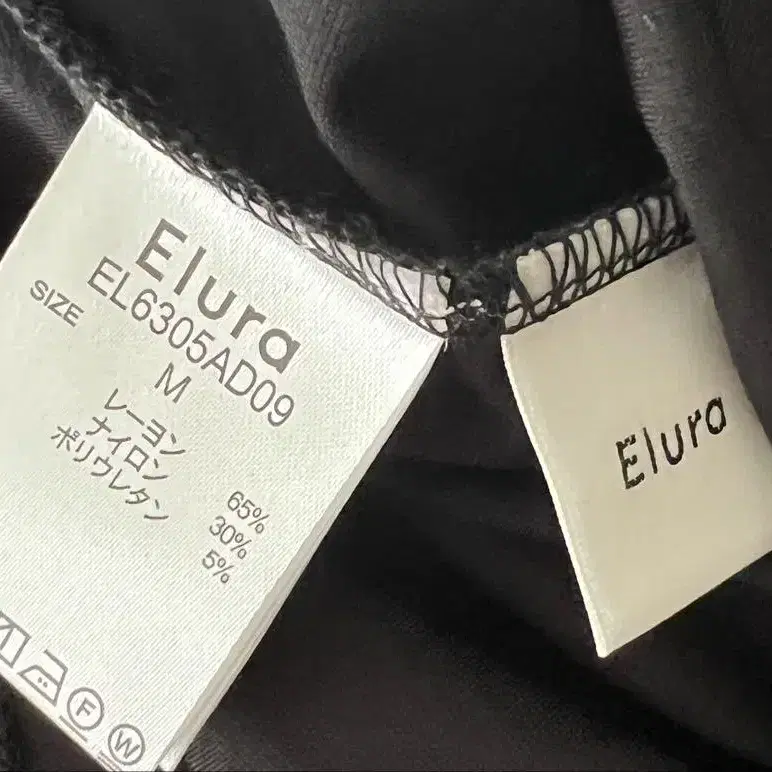 Elura
EL6305AD09
SIZE M
レーヨン 65%
ナイロン 30%
ポリウレタン 5%
F
W
Elura